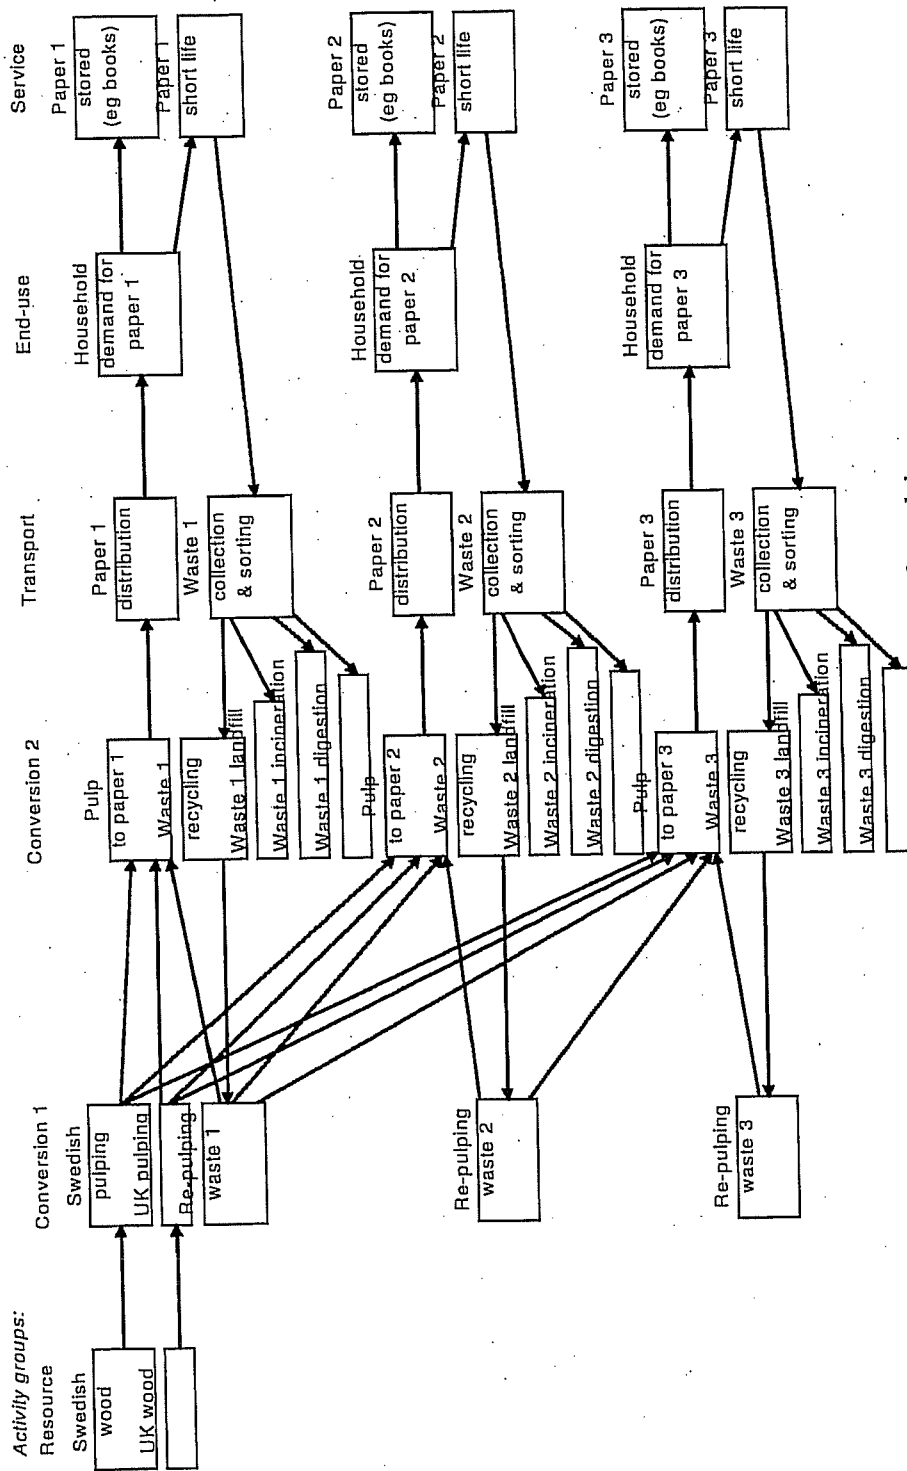 Activity groups:
Resource
Conversion 1
Conversion 2
Transport
End-use
Service
Swedish
wood
UK wood
Swedish
pulping
UK pulping
Re-pulping
waste 1
Re-pulping
waste 2
Re-pulping
waste 3
Pulp
to paper 1
Waste 1
recycling
Waste 1 landfill
Waste 1 incineration
Waste 1 digestion
Pulp
to paper 2
Waste 2
recycling
Waste 2 landfill
Waste 2 incineration
Waste 2 digestion
Pulp
to paper 3
Waste 3
recycling
Waste 3 landfill
Waste 3 incineration
Waste 3 digestion
Paper 1
distribution
Waste 1
collection
& sorting
Paper 2
distribution
Waste 2
collection
& sorting
Paper 3
distribution
Waste 3
collection
& sorting
Household
demand for
paper 1
Household
demand for
paper 2
Household
demand for
paper 3
Paper 1
stored
(eg books)
Paper 1
short life
Paper 2
stored
(eg books)
Paper 2
short life
Paper 3
stored
(eg books)
Paper 3
short life